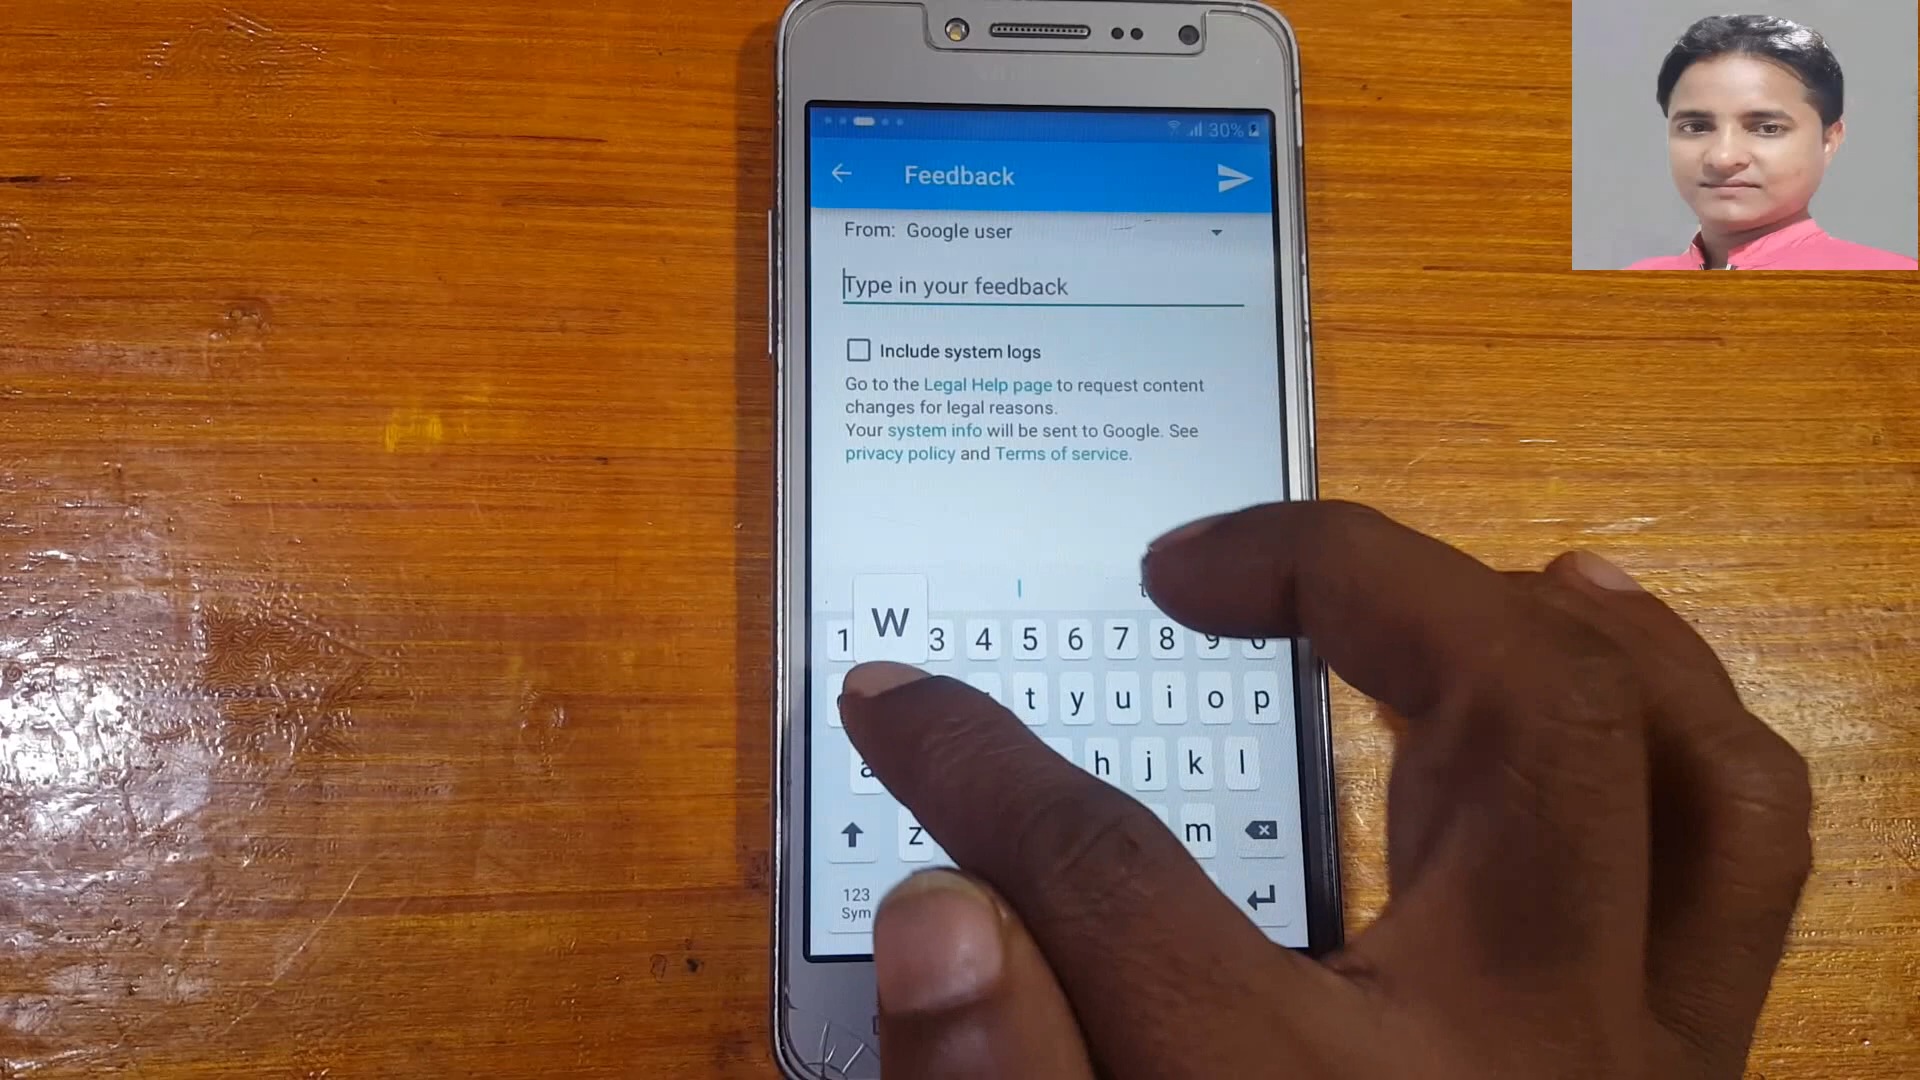 30%
Feedback
From: Google user
Type in your feedback
Include system logs
Go to the Legal Help page to request content
changes for legal reasons.
Your system info will be sent to Google. See
privacy policy and Terms of service.
I
W
1 3 4 5 6 7 8 9
t y u i o p
a h j k l
z m
123
Sym